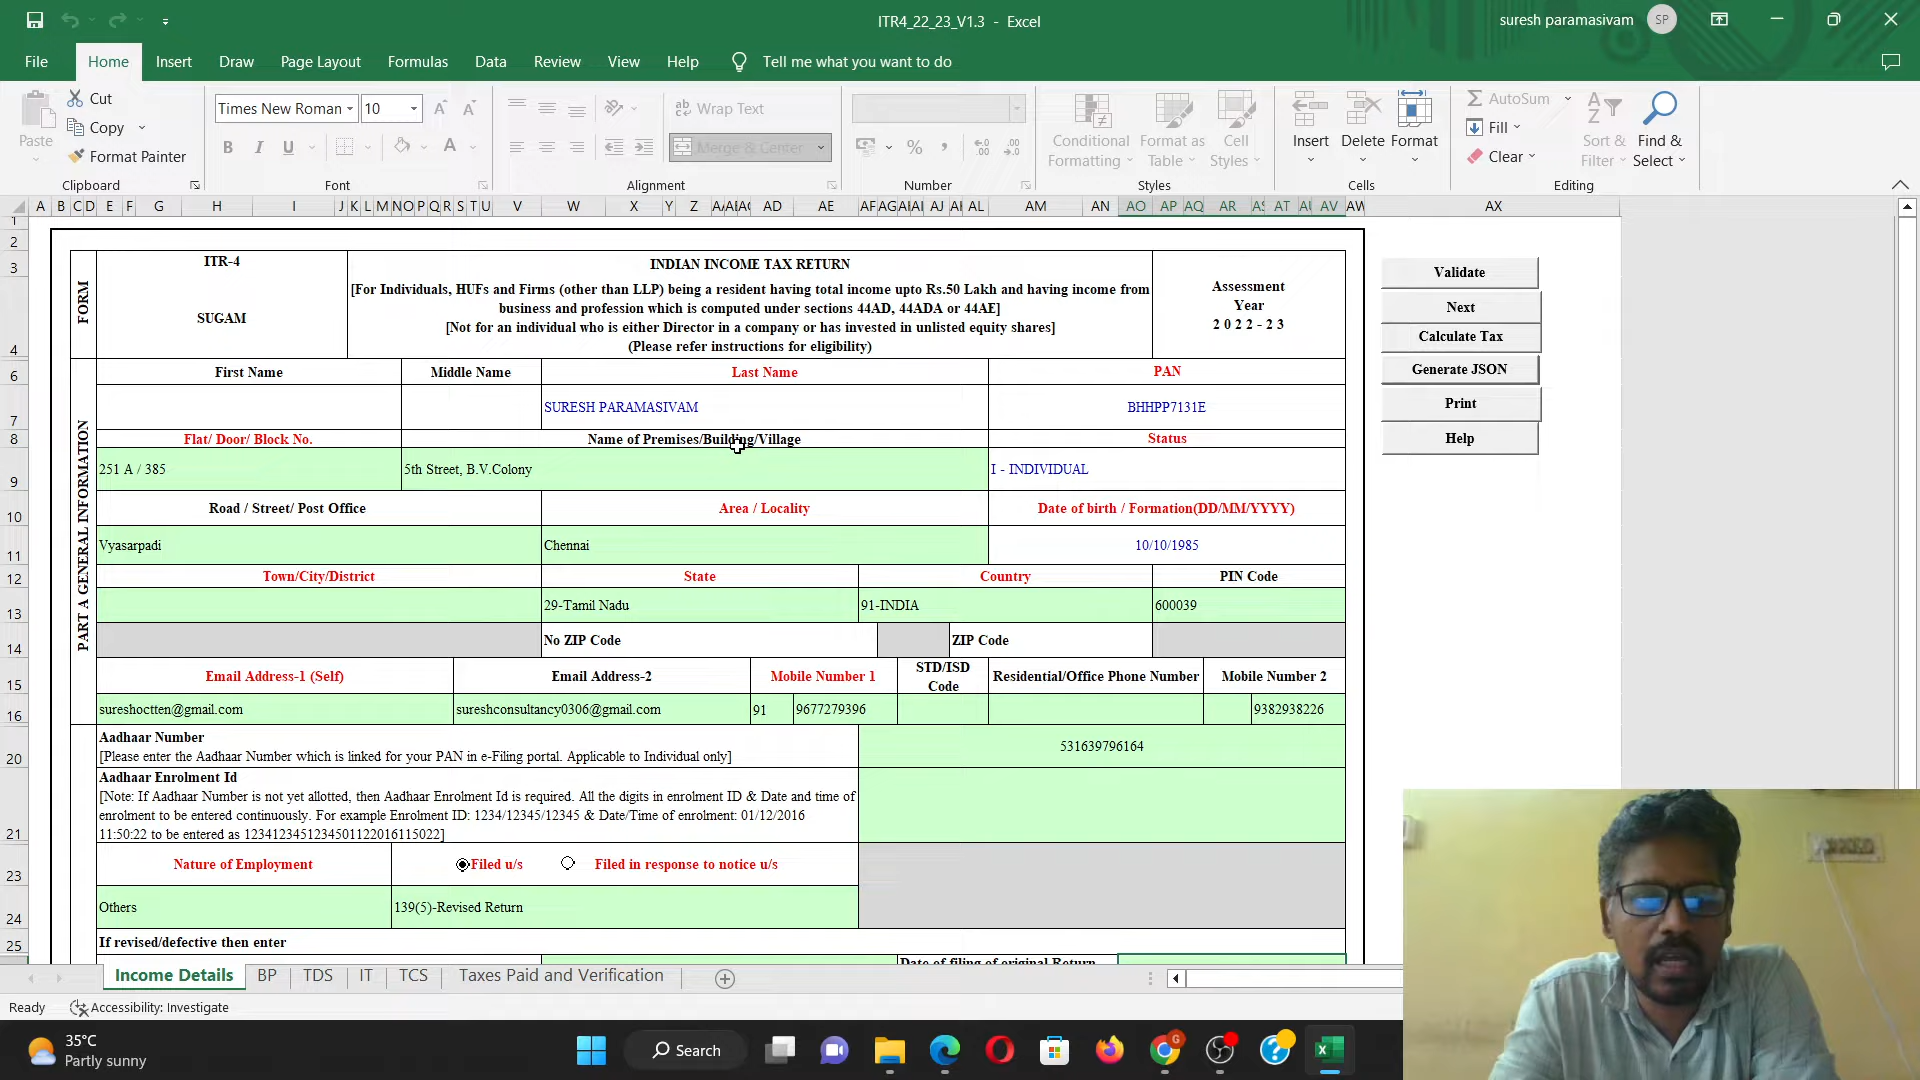 ITR4_22_23_V1.3 - Excel
suresh paramasivam SP
File Home Insert Draw Page Layout Formulas Data Review View Help Tell me what you want to do
Paste
Cut
Copy
Format Painter
Clipboard
Times New Roman 10
B I U
Font
Wrap Text
Merge & Center
Alignment
Number
Conditional Formatting
Format as Table
Cell Styles
Styles
Insert Delete Format
Cells
AutoSum
Fill
Clear
Sort & Filter
Find & Select
Editing
FORM
ITR-4
SUGAM
INDIAN INCOME TAX RETURN
[For Individuals, HUFs and Firms (other than LLP) being a resident having total income upto Rs.50 Lakh and having income from
business and profession which is computed under sections 44AD, 44ADA or 44AE]
[Not for an individual who is either Director in a company or has invested in unlisted equity shares]
(Please refer instructions for eligibility)
Assessment
Year
2 0 2 2 - 2 3
Validate
Next
Calculate Tax
Generate JSON
Print
Help
PART A GENERAL INFORMATION
First Name Middle Name Last Name PAN
SURESH PARAMASIVAM BHHPP7131E
Flat/ Door/ Block No. Name of Premises/Building/Village Status
251 A / 385 5th Street, B.V.Colony I - INDIVIDUAL
Road / Street/ Post Office Area / Locality Date of birth / Formation(DD/MM/YYYY)
Vyasarpadi Chennai 10/10/1985
Town/City/District State Country PIN Code
29-Tamil Nadu 91-INDIA 600039
No ZIP Code ZIP Code
Email Address-1 (Self) Email Address-2 Mobile Number 1 STD/ISD Code Residential/Office Phone Number Mobile Number 2
sureshoctten@gmail.com sureshconsultancy0306@gmail.com 91 9677279396 9382938226
Aadhaar Number
[Please enter the Aadhaar Number which is linked for your PAN in e-Filing portal. Applicable to Individual only]
531639796164
Aadhaar Enrolment Id
[Note: If Aadhaar Number is not yet allotted, then Aadhaar Enrolment Id is required. All the digits in enrolment ID & Date and time of
enrolment to be entered continuously. For example Enrolment ID: 1234/12345/12345 & Date/Time of enrolment: 01/12/2016
11:50:22 to be entered as 1234123451234501122016115022]
Nature of Employment Filed u/s Filed in response to notice u/s
Others 139(5)-Revised Return
If revised/defective then enter
Date of filing of original Return
Income Details BP TDS IT TCS Taxes Paid and Verification
Ready Accessibility: Investigate
35°C
Partly sunny
Search